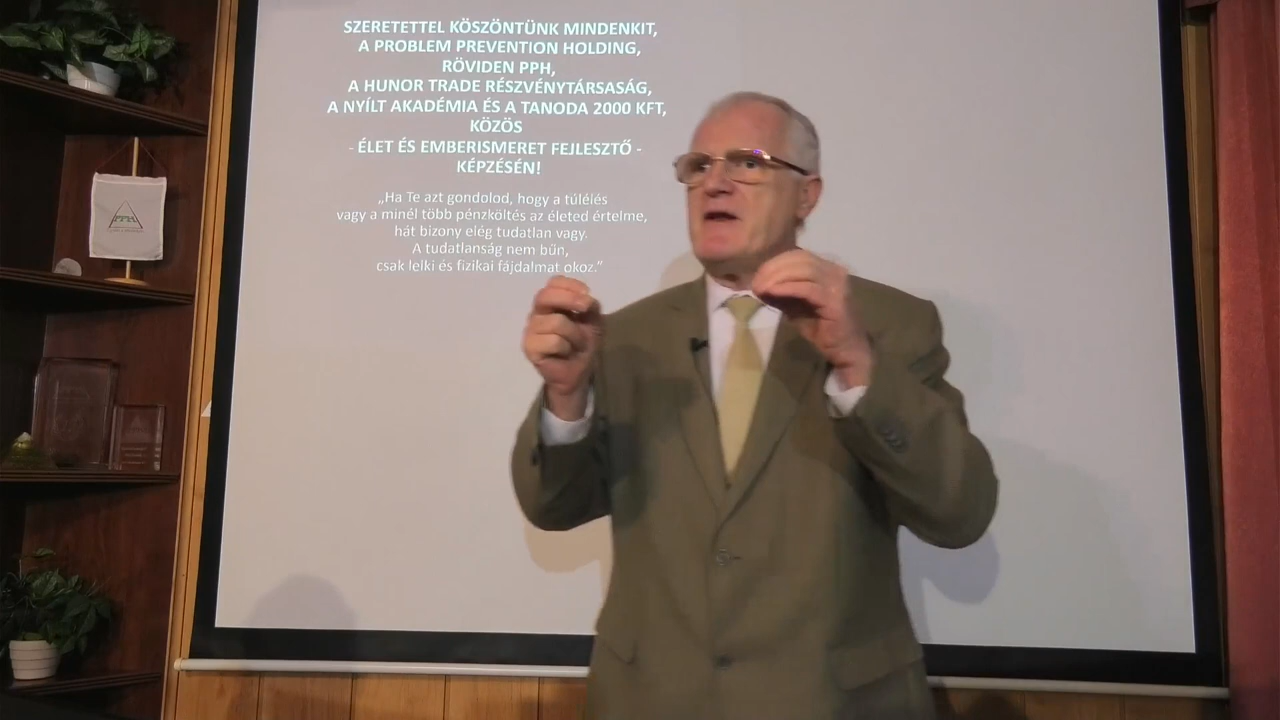 SZERETETTEL KÖSZÖNTÜNK MINDENKIT,
A PROBLEM PREVENTION HOLDING,
RÖVIDEN PPH,
A HUNOR TRADE RÉSZVÉNYTÁRSASÁG,
A NYÍLT AKADÉMIA ÉS A TANODA 2000 KFT,
KÖZÖS
- ÉLET ÉS EMBERISMERET FEJLESZTŐ -
KÉPZÉSÉN!
„Ha Te azt gondolod, hogy a túlélés
vagy a minél több pénzköltés az életed értelme,
hát bizony elég tudatlan vagy.
A tudatlanság nem bűn,
csak lelki és fizikai fájdalmat okoz."